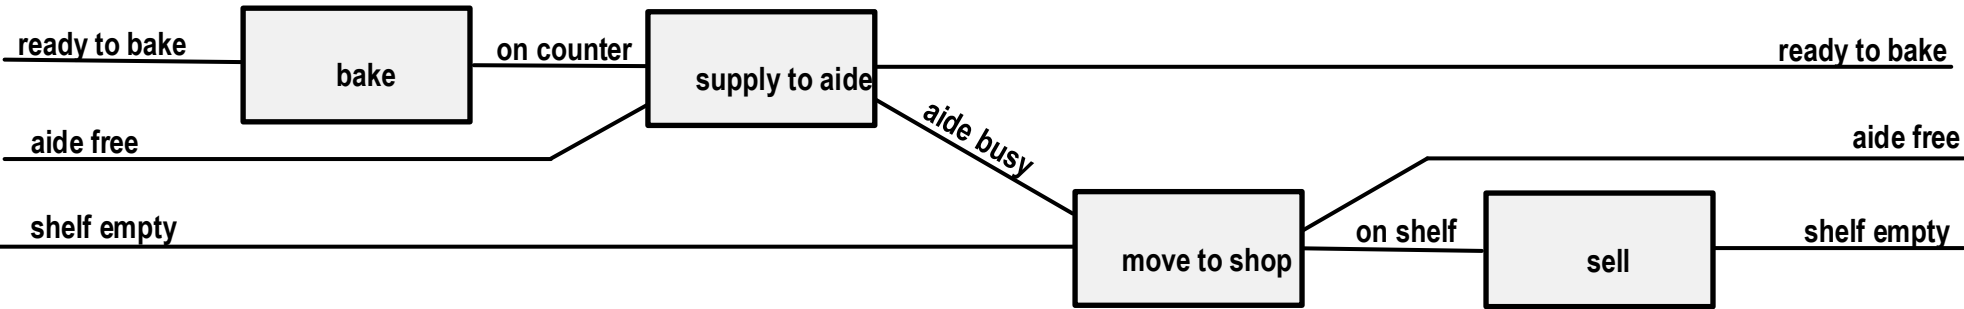 ready to bake
bake
on counter
supply to aide
ready to bake
aide free
aide busy
aide free
shelf empty
move to shop
on shelf
sell
shelf empty